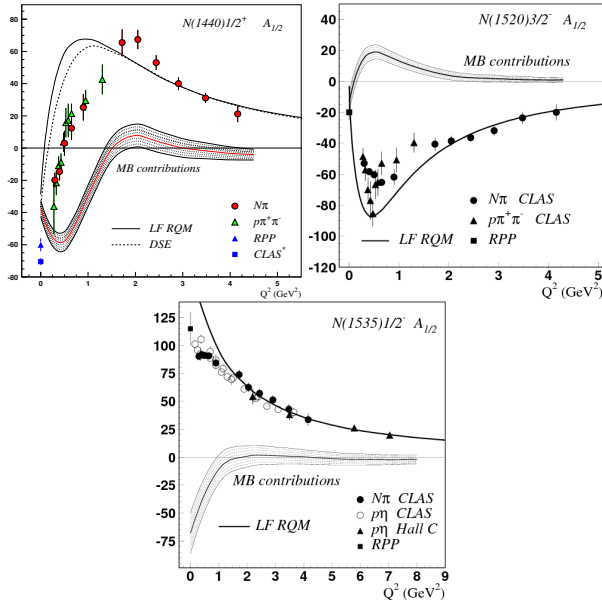 N(1440)1/2⁺ A₁/₂
80
60
40
20
0
-20
-40
-60
-80
MB contributions
Nπ
pπ⁺π⁻
RPP
CLAS*
LF RQM
DSE
0 1 2 3 4 5
Q² (GeV²)
N(1520)3/2⁻ A₁/₂
40
20
0
-20
-40
-60
-80
-100
-120
MB contributions
Nπ CLAS
pπ⁺π⁻ CLAS
RPP
LF RQM
0 1 2 3 4 5
Q² (GeV²)
N(1535)1/2⁻ A₁/₂
125
100
75
50
25
0
-25
-50
-75
MB contributions
Nπ CLAS
pη CLAS
pη Hall C
RPP
LF RQM
0 1 2 3 4 5 6 7 8 9
Q² (GeV²)